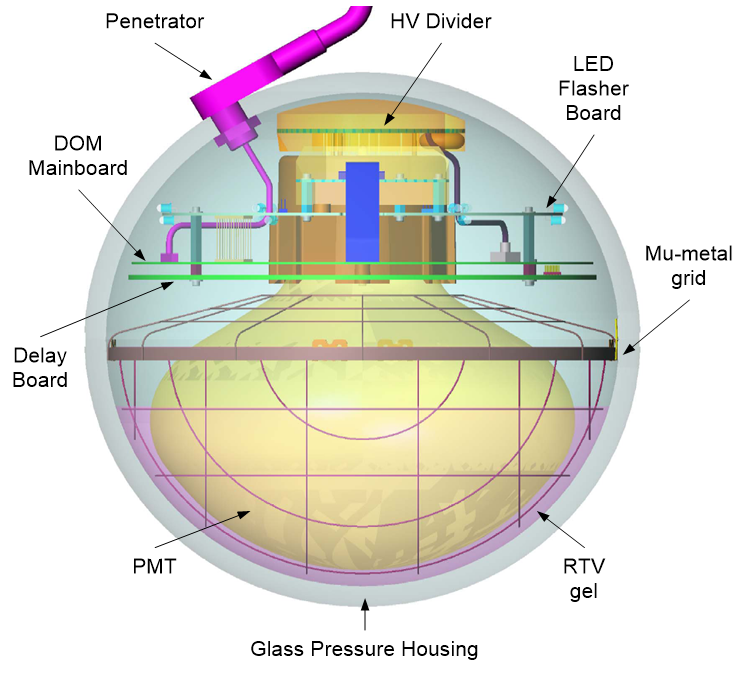 Penetrator
HV Divider
LED
Flasher
Board
DOM
Mainboard
Mu-metal
grid
Delay
Board
PMT
RTV
gel
Glass Pressure Housing